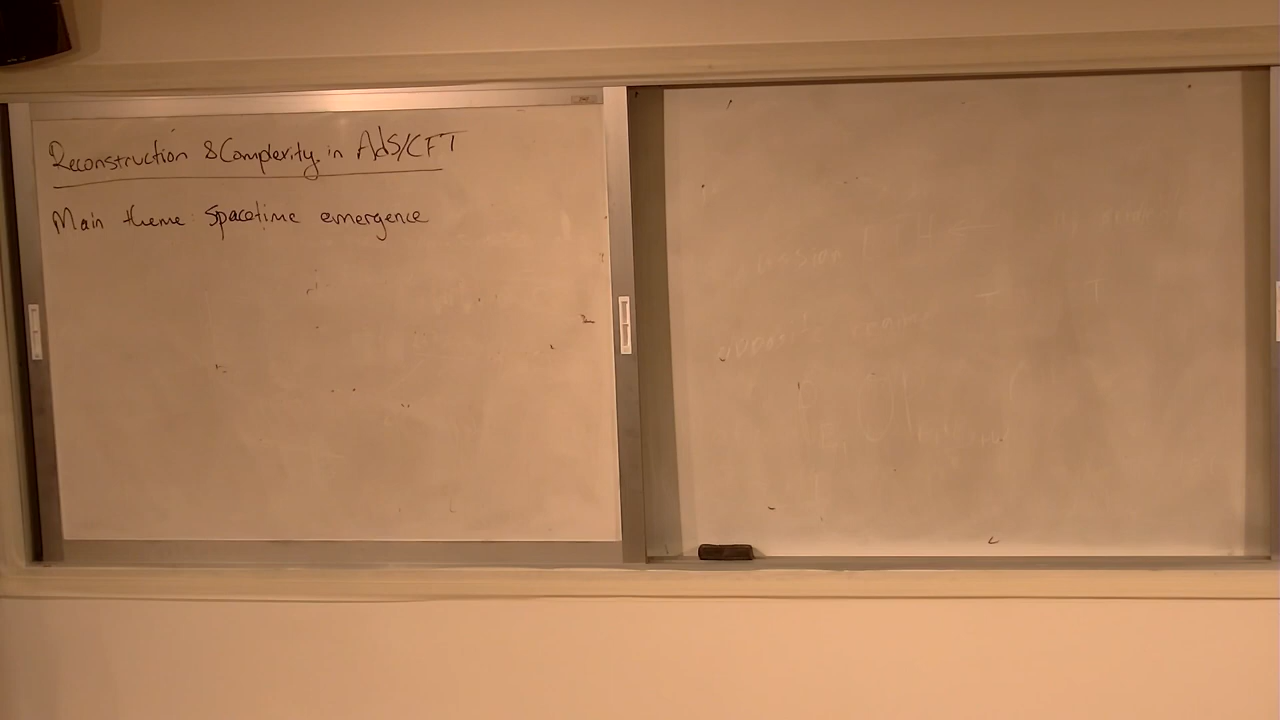 Reconstruction & Complexity in AdS/CFT
Main theme: Spacetime emergence